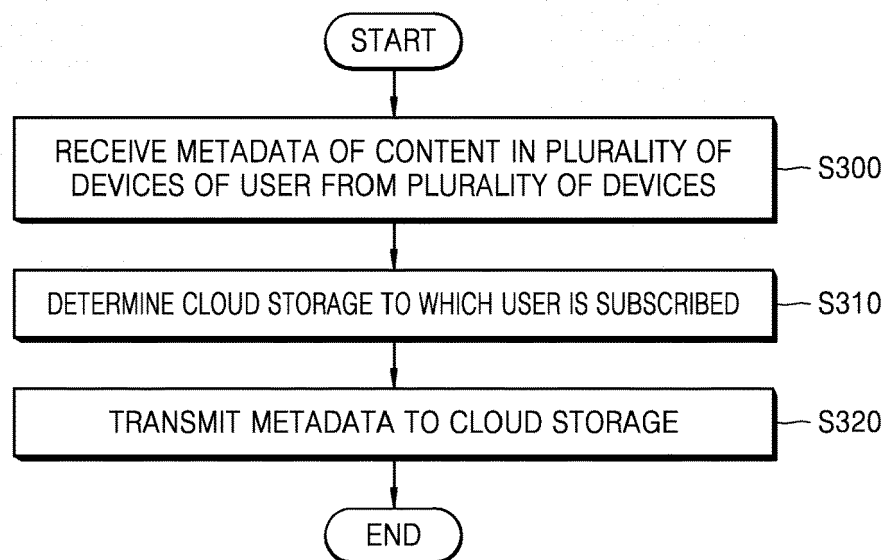 START
RECEIVE METADATA OF CONTENT IN PLURALITY OF
DEVICES OF USER FROM PLURALITY OF DEVICES
S300
DETERMINE CLOUD STORAGE TO WHICH USER IS SUBSCRIBED
S310
TRANSMIT METADATA TO CLOUD STORAGE
S320
END